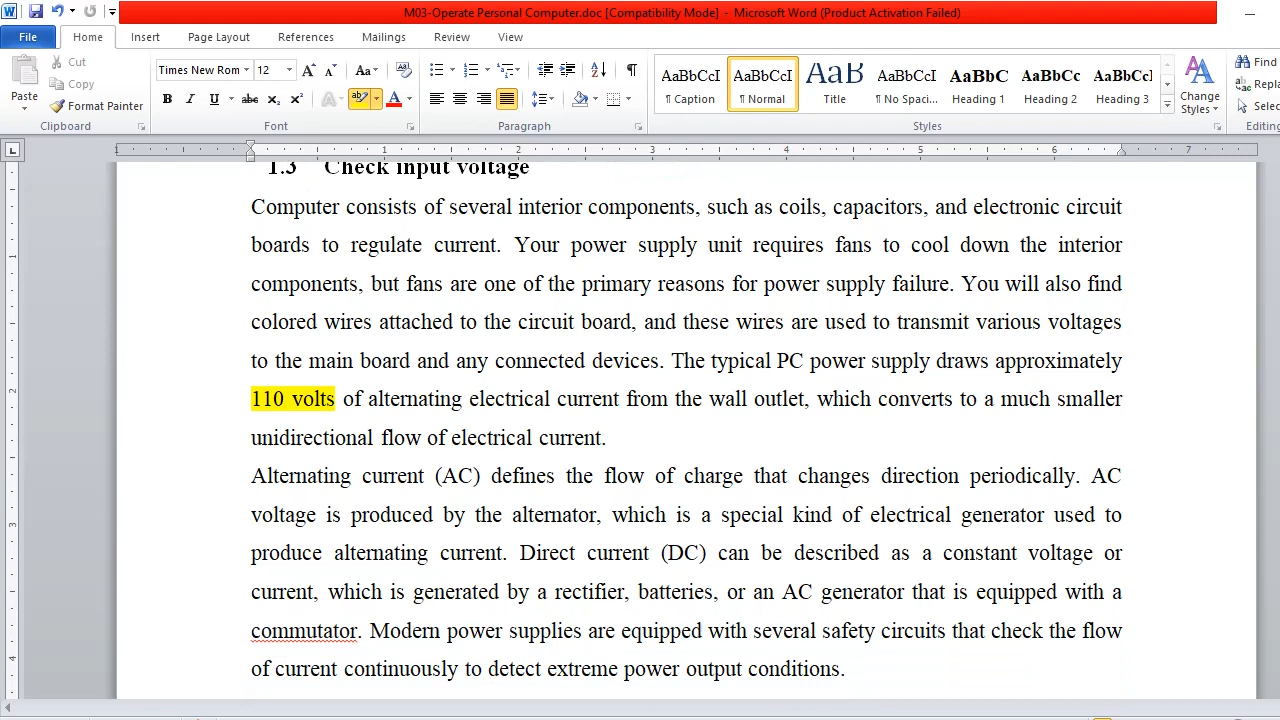 M03-Operate Personal Computer.doc [Compatibility Mode] - Microsoft Word (Product Activation Failed)
File Home Insert Page Layout References Mailings Review View
Cut
Copy
Format Painter
Paste
Clipboard
Times New Rom 12
Font
Paragraph
AaBbCcI AaBbCcI AaB AaBbCcI AaBbC AaBbCc AaBbCcI
¶ Caption ¶ Normal Title ¶ No Spaci... Heading 1 Heading 2 Heading 3
Change
Styles
Styles
Find
Repla
Selec
Editing
1 1 2 3 4 5 6 7
1.3 Check input voltage
Computer consists of several interior components, such as coils, capacitors, and electronic circuit
boards to regulate current. Your power supply unit requires fans to cool down the interior
components, but fans are one of the primary reasons for power supply failure. You will also find
colored wires attached to the circuit board, and these wires are used to transmit various voltages
to the main board and any connected devices. The typical PC power supply draws approximately
110 volts of alternating electrical current from the wall outlet, which converts to a much smaller
unidirectional flow of electrical current.
Alternating current (AC) defines the flow of charge that changes direction periodically. AC
voltage is produced by the alternator, which is a special kind of electrical generator used to
produce alternating current. Direct current (DC) can be described as a constant voltage or
current, which is generated by a rectifier, batteries, or an AC generator that is equipped with a
commutator. Modern power supplies are equipped with several safety circuits that check the flow
of current continuously to detect extreme power output conditions.